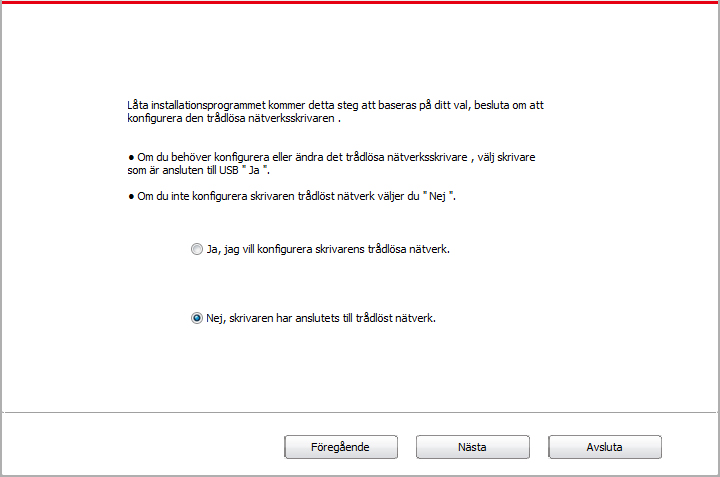 Låta installationsprogrammet kommer detta steg att baseras på ditt val, besluta om att
konfigurera den trådlösa nätverksskrivaren .
● Om du behöver konfigurera eller ändra det trådlösa nätverksskrivare , välj skrivare
som är ansluten till USB " Ja ".
● Om du inte konfigurera skrivaren trådlöst nätverk väljer du " Nej ".
Ja, jag vill konfigurera skrivarens trådlösa nätverk.
Nej, skrivaren har anslutets till trådlöst nätverk.
Föregående Nästa Avsluta